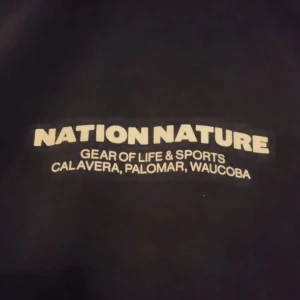 NATION NATURE
GEAR OF LIFE & SPORTS
CALAVERA, PALOMAR, WAUCOBA